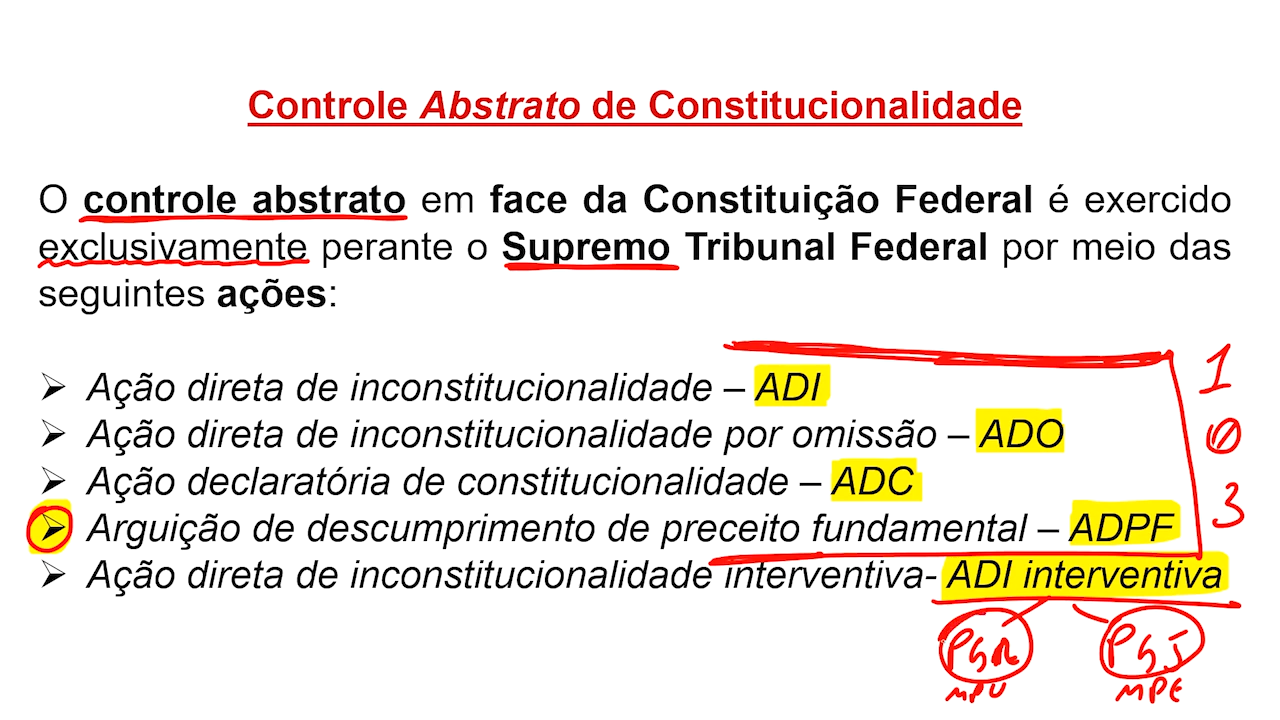 Controle Abstrato de Constitucionalidade
O controle abstrato em face da Constituição Federal é exercido
exclusivamente perante o Supremo Tribunal Federal por meio das
seguintes ações:
➢ Ação direta de inconstitucionalidade – ADI
➢ Ação direta de inconstitucionalidade por omissão – ADO
➢ Ação declaratória de constitucionalidade – ADC
➢ Arguição de descumprimento de preceito fundamental – ADPF
➢ Ação direta de inconstitucionalidade interventiva- ADI interventiva
1
0
3
PGR PGJ
MPU MPE